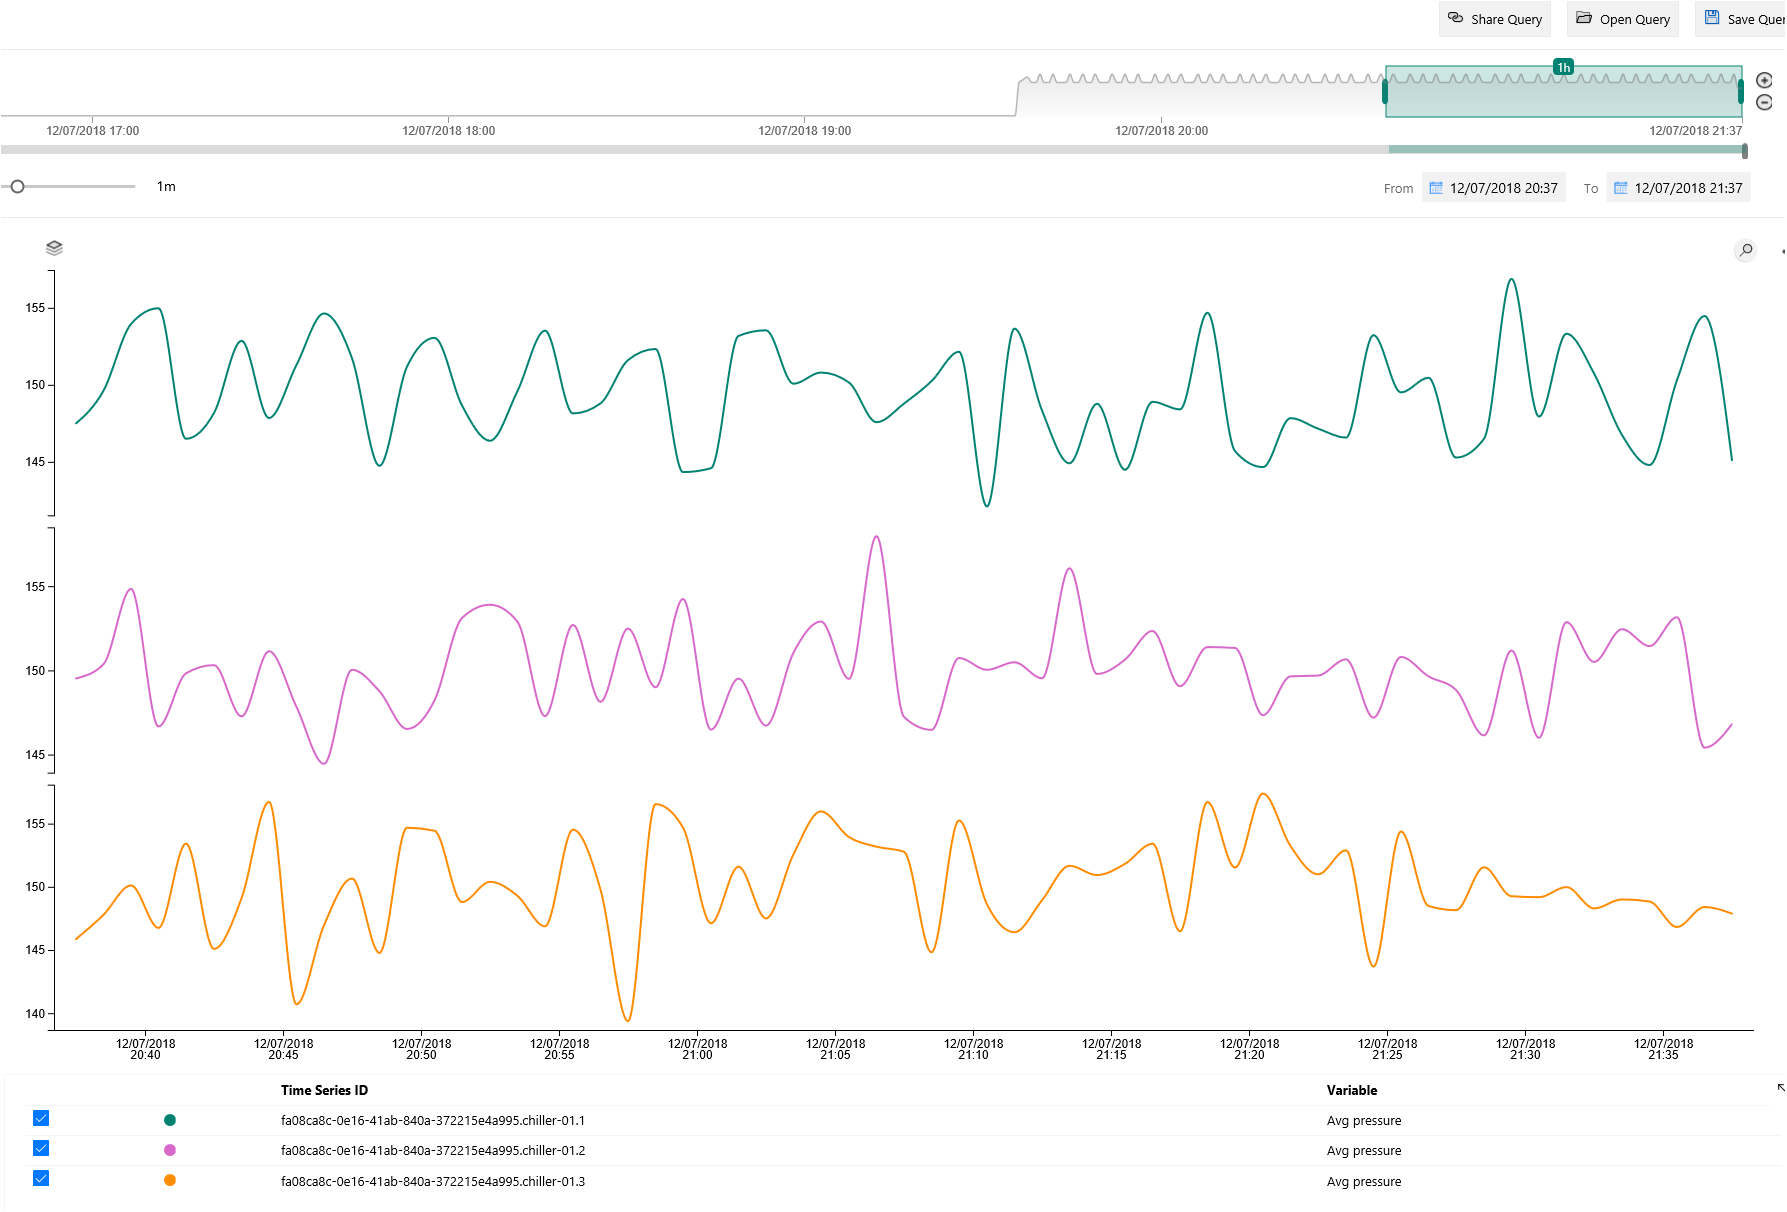 Share Query Open Query Save Quer
1h
12/07/2018 17:00 12/07/2018 18:00 12/07/2018 19:00 12/07/2018 20:00 12/07/2018 21:37
1m
From 12/07/2018 20:37 To 12/07/2018 21:37
155
150
145
155
150
145
155
150
145
140
12/07/2018 12/07/2018 12/07/2018 12/07/2018 12/07/2018 12/07/2018 12/07/2018 12/07/2018 12/07/2018 12/07/2018 12/07/2018 12/07/2018
20:40 20:45 20:50 20:55 21:00 21:05 21:10 21:15 21:20 21:25 21:30 21:35
Time Series ID Variable
fa08ca8c-0e16-41ab-840a-372215e4a995.chiller-01.1 Avg pressure
fa08ca8c-0e16-41ab-840a-372215e4a995.chiller-01.2 Avg pressure
fa08ca8c-0e16-41ab-840a-372215e4a995.chiller-01.3 Avg pressure